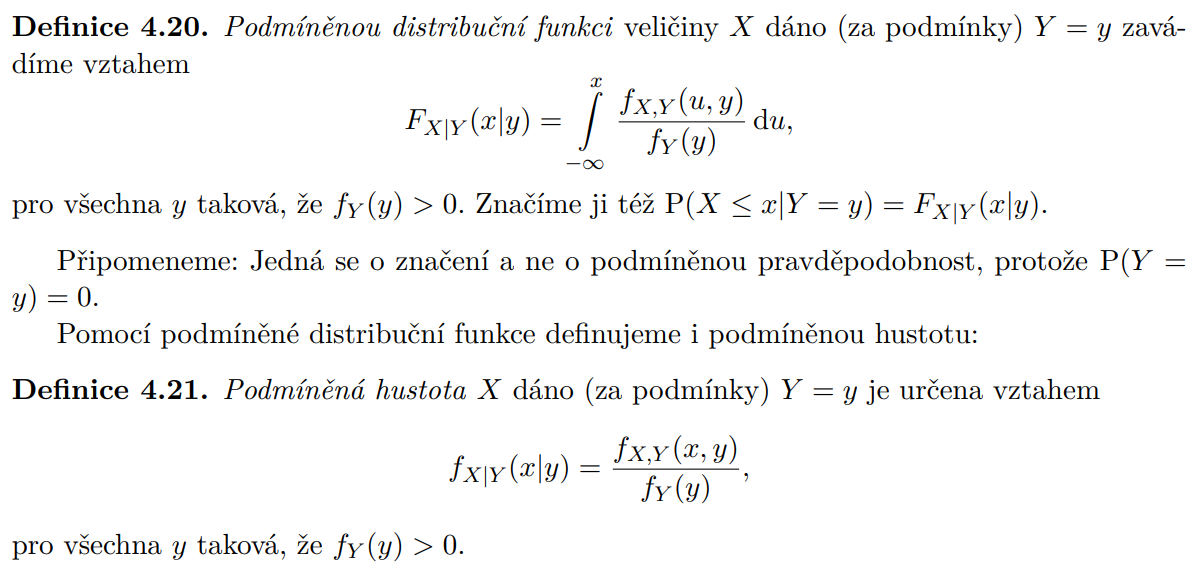 Definice 4.20. Podmíněnou distribuční funkci veličiny X dáno (za podmínky) Y = y zavá-
díme vztahem
F_{X|Y}(x|y) = \int_{-∞}^{x} \frac{f_{X,Y}(u, y)}{f_Y(y)} du,
pro všechna y taková, že f_Y(y) > 0. Značíme ji též P(X ≤ x|Y = y) = F_{X|Y}(x|y).
Připomeneme: Jedná se o značení a ne o podmíněnou pravděpodobnost, protože P(Y =
y) = 0.
Pomocí podmíněné distribuční funkce definujeme i podmíněnou hustotu:
Definice 4.21. Podmíněná hustota X dáno (za podmínky) Y = y je určena vztahem
f_{X|Y}(x|y) = \frac{f_{X,Y}(x, y)}{f_Y(y)},
pro všechna y taková, že f_Y(y) > 0.